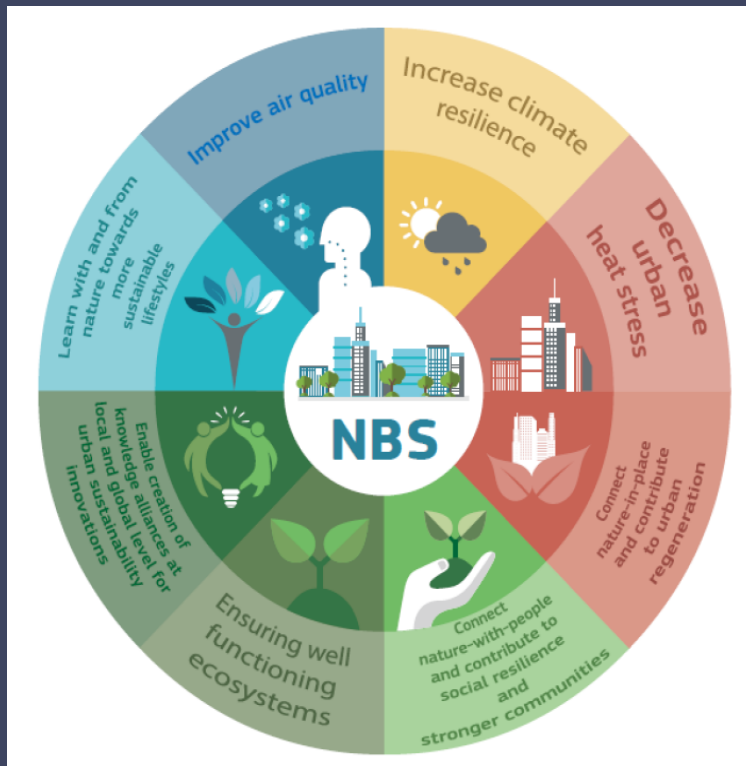 Improve air quality
Increase climate
resilience
Decrease
urban
heat stress
Connect
nature-in-place
and contribute
to urban
regeneration
Connect
nature-with-people
and contribute to
social resilience
and
stronger communities
Ensuring well
functioning
ecosystems
Enable creation of
knowledge alliances at
local and global level for
urban sustainability
innovations
Learn with and from
nature towards
more
sustainable
lifestyles
NBS